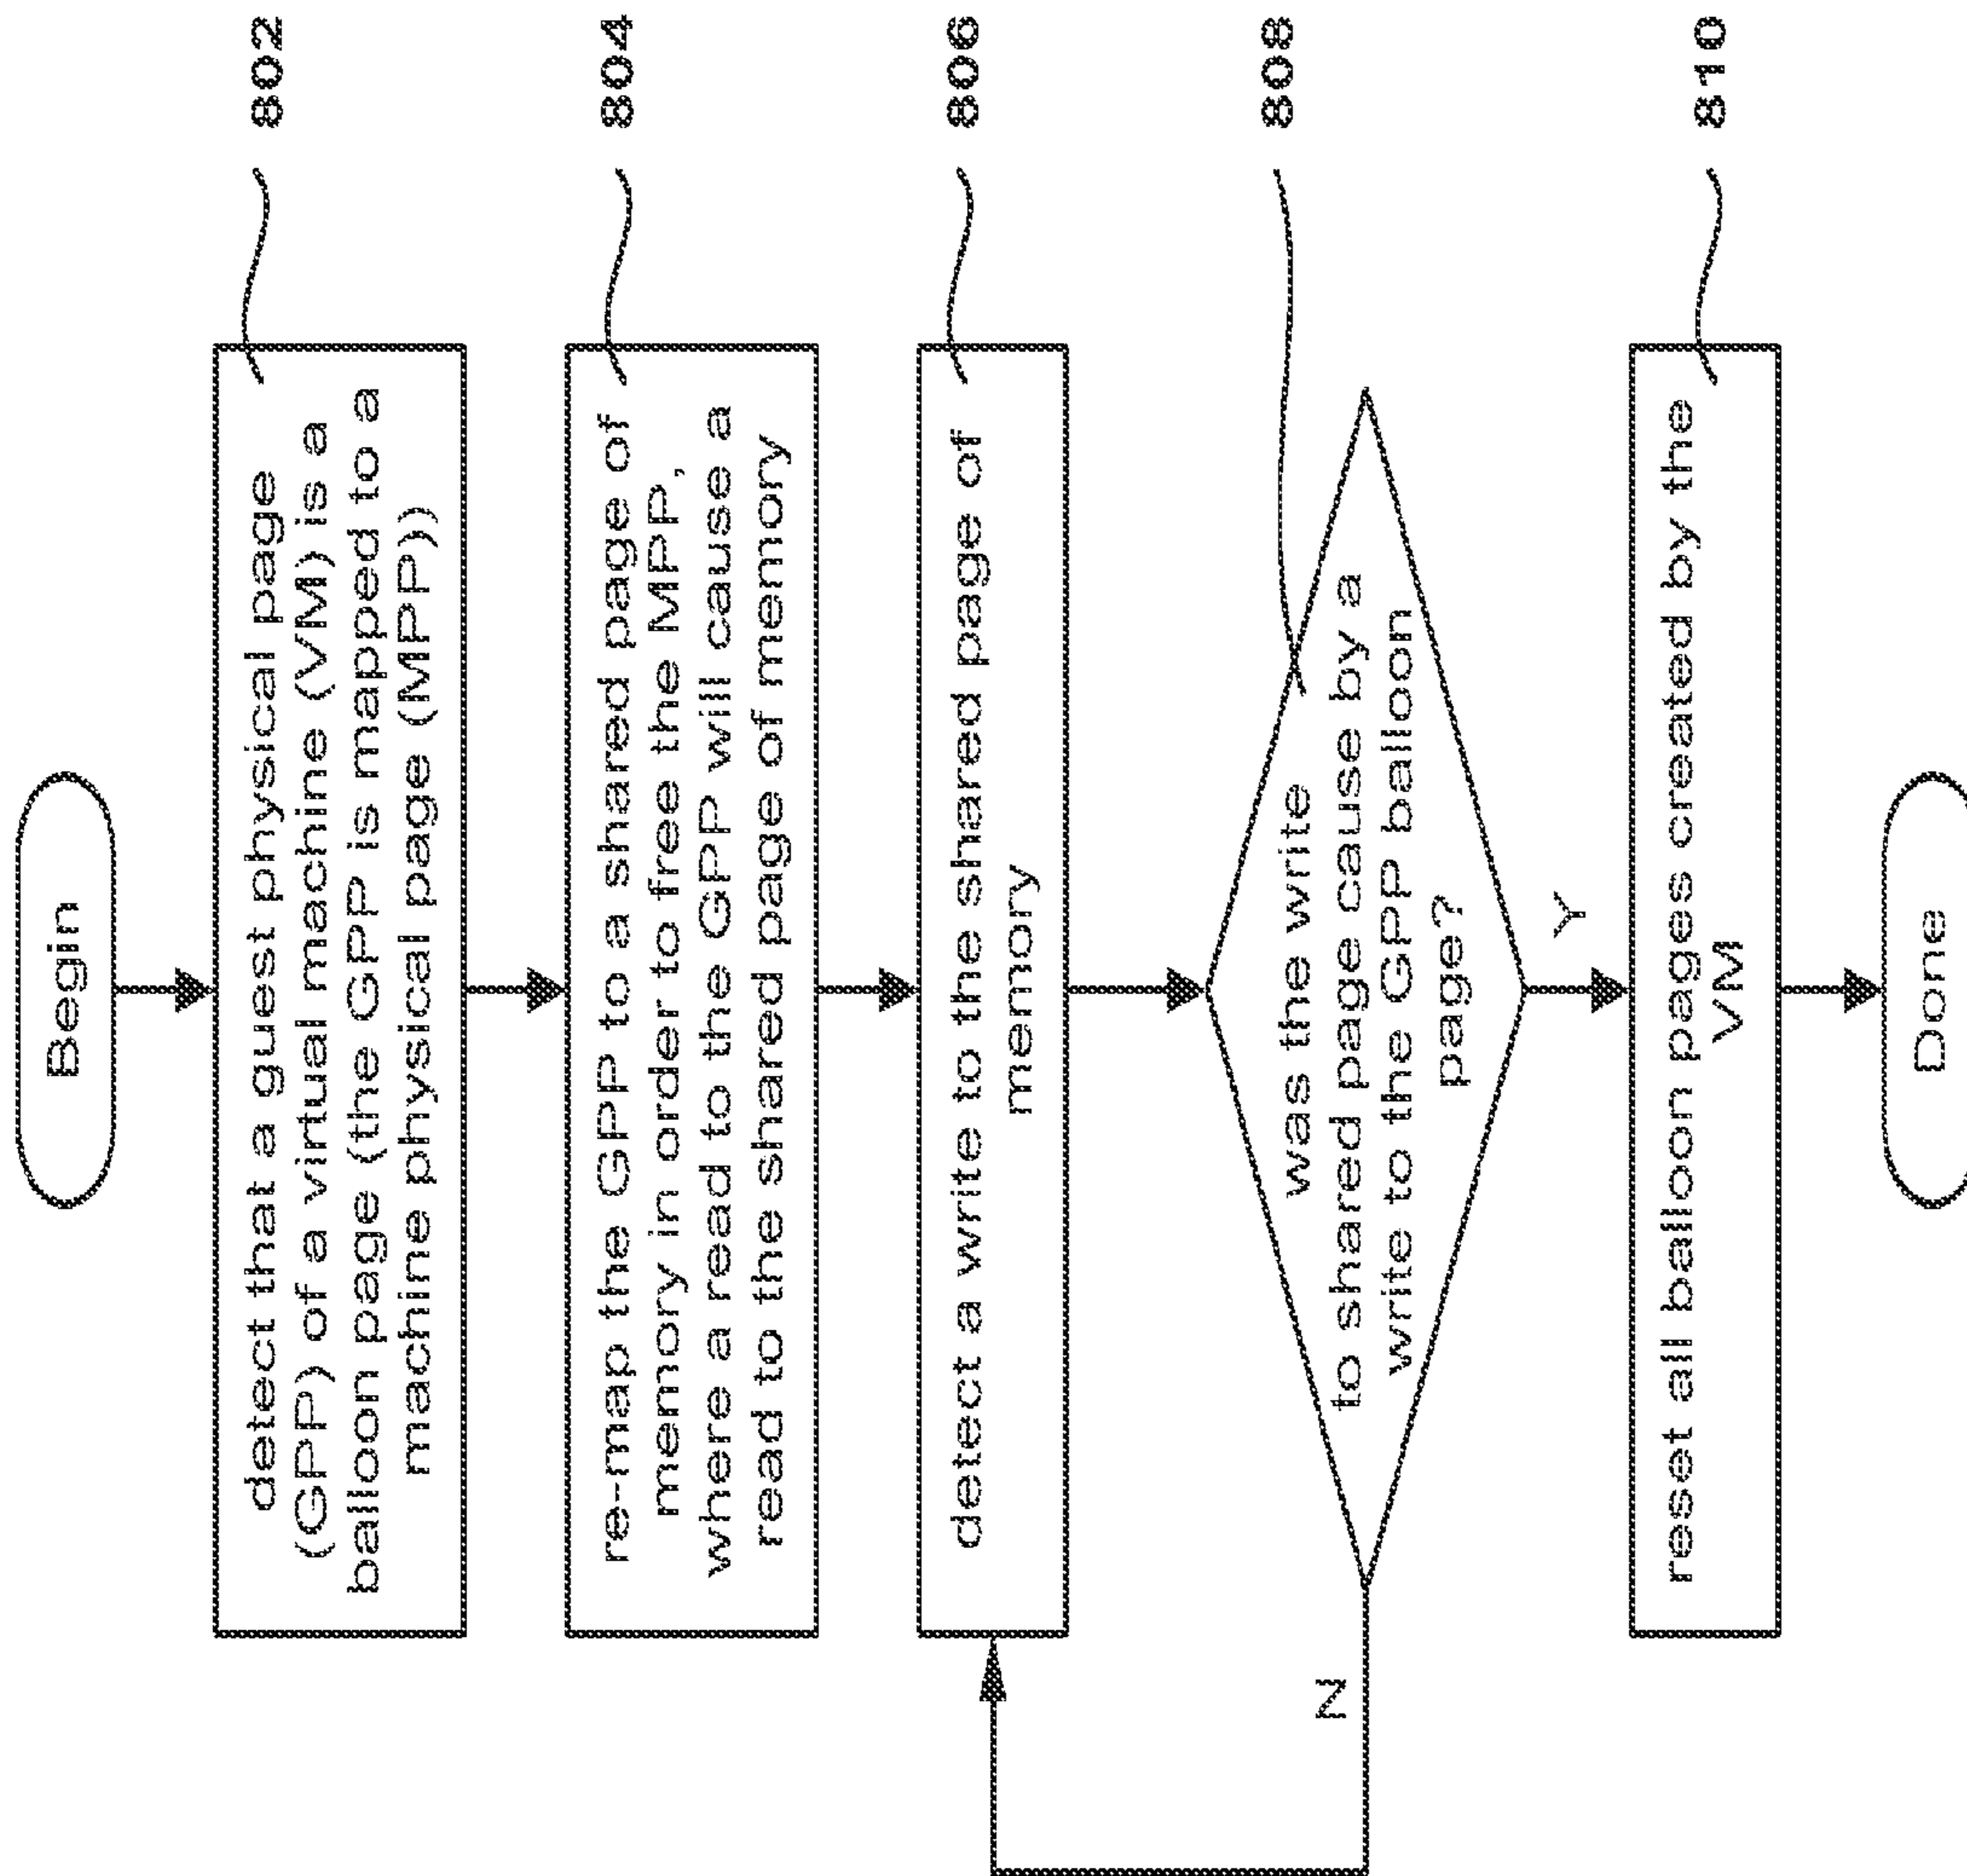 Begin
detect that a guest physical page
(GPP) of a virtual machine (VM) is a
balloon page (the GPP is mapped to a
machine physical page (MPP))
802
re-map the GPP to a shared page of
memory in order to free the MPP,
where a read to the GPP will cause a
read to the shared page of memory
804
detect a write to the shared page of
memory
806
was the write
to shared page cause by a
write to the GPP balloon
page?
808
N
Y
reset all balloon pages created by the
VM
810
Done